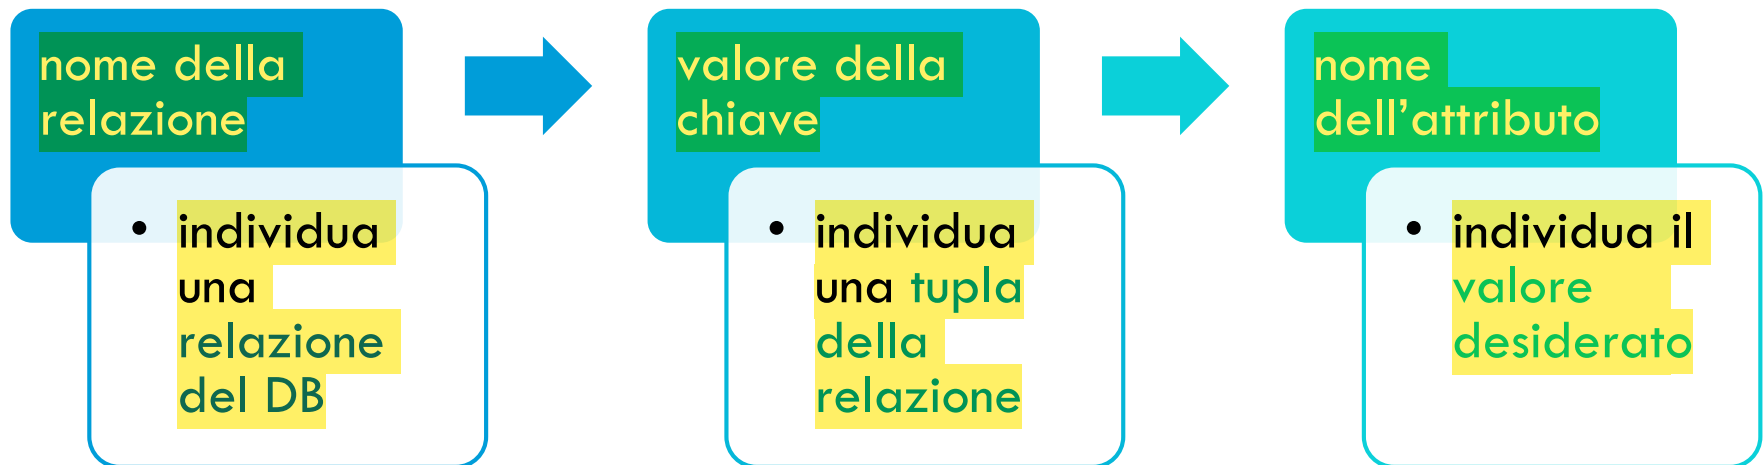 nome della
relazione
• individua
una
relazione
del DB
valore della
chiave
• individua
una tupla
della
relazione
nome
dell’attributo
• individua il
valore
desiderato